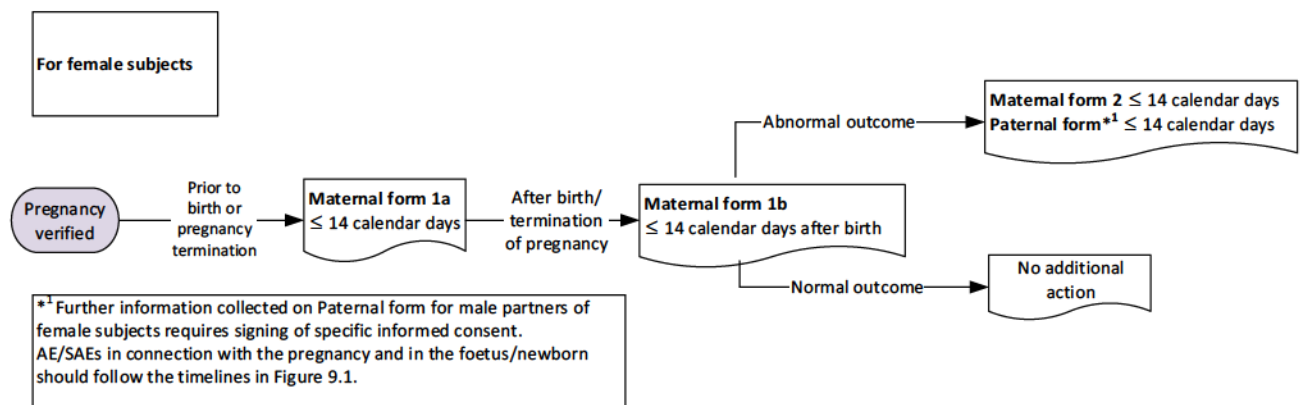 For female subjects
Pregnancy
verified
Prior to
birth or
pregnancy
termination
Maternal form 1a
≤ 14 calendar days
After birth/
termination
of pregnancy
Maternal form 1b
≤ 14 calendar days after birth
Abnormal outcome
Maternal form 2 ≤ 14 calendar days
Paternal form*¹ ≤ 14 calendar days
Normal outcome
No additional
action
*¹ Further information collected on Paternal form for male partners of
female subjects requires signing of specific informed consent.
AE/SAEs in connection with the pregnancy and in the foetus/newborn
should follow the timelines in Figure 9.1.